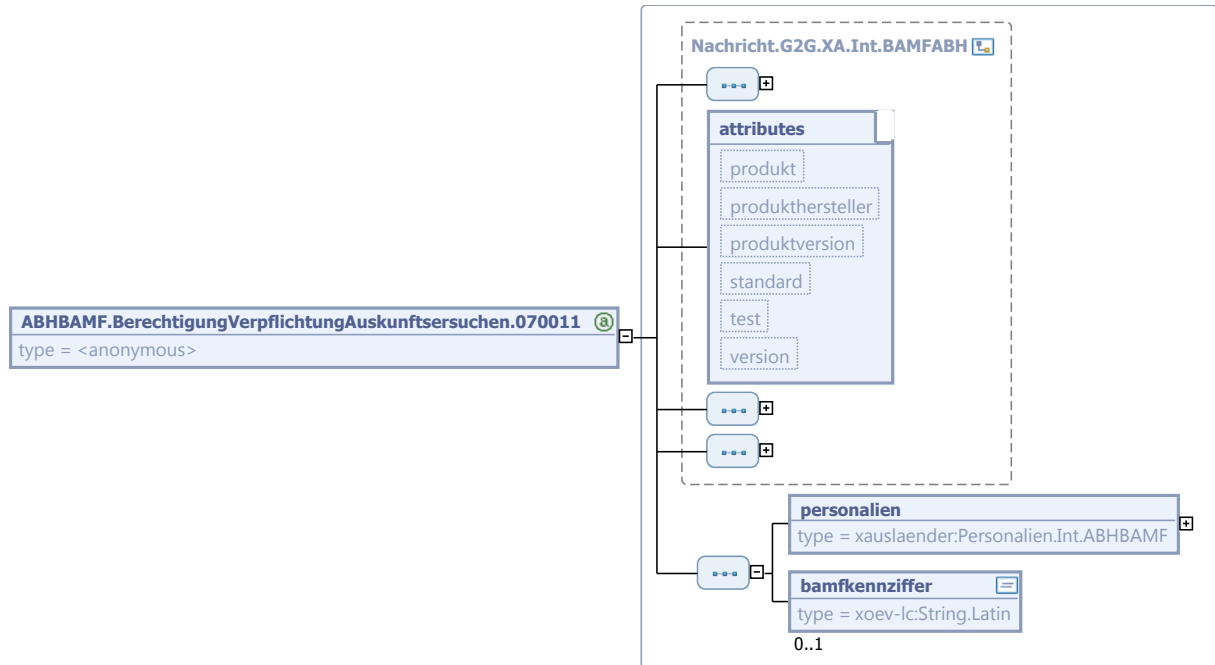 Nachricht.G2G.XA.Int.BAMFABH
attributes
produkt
produkthersteller
produktversion
standard
test
version
ABHBAMF.BerechtigungVerpflichtungAuskunftsersuchen.070011 a
type = <anonymous>
personalien
type = xauslaender:Personalien.Int.ABHBAMF
bamfkennziffer
type = xoev-lc:String.Latin
0..1